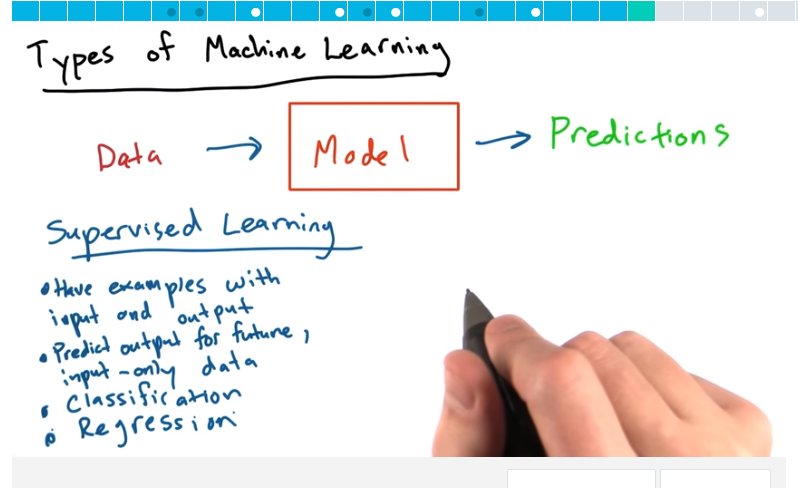 Types of Machine Learning
Data → Model → Predictions
Supervised Learning
• Have examples with
input and output
• Predict output for future,
input-only data
• Classification
• Regression